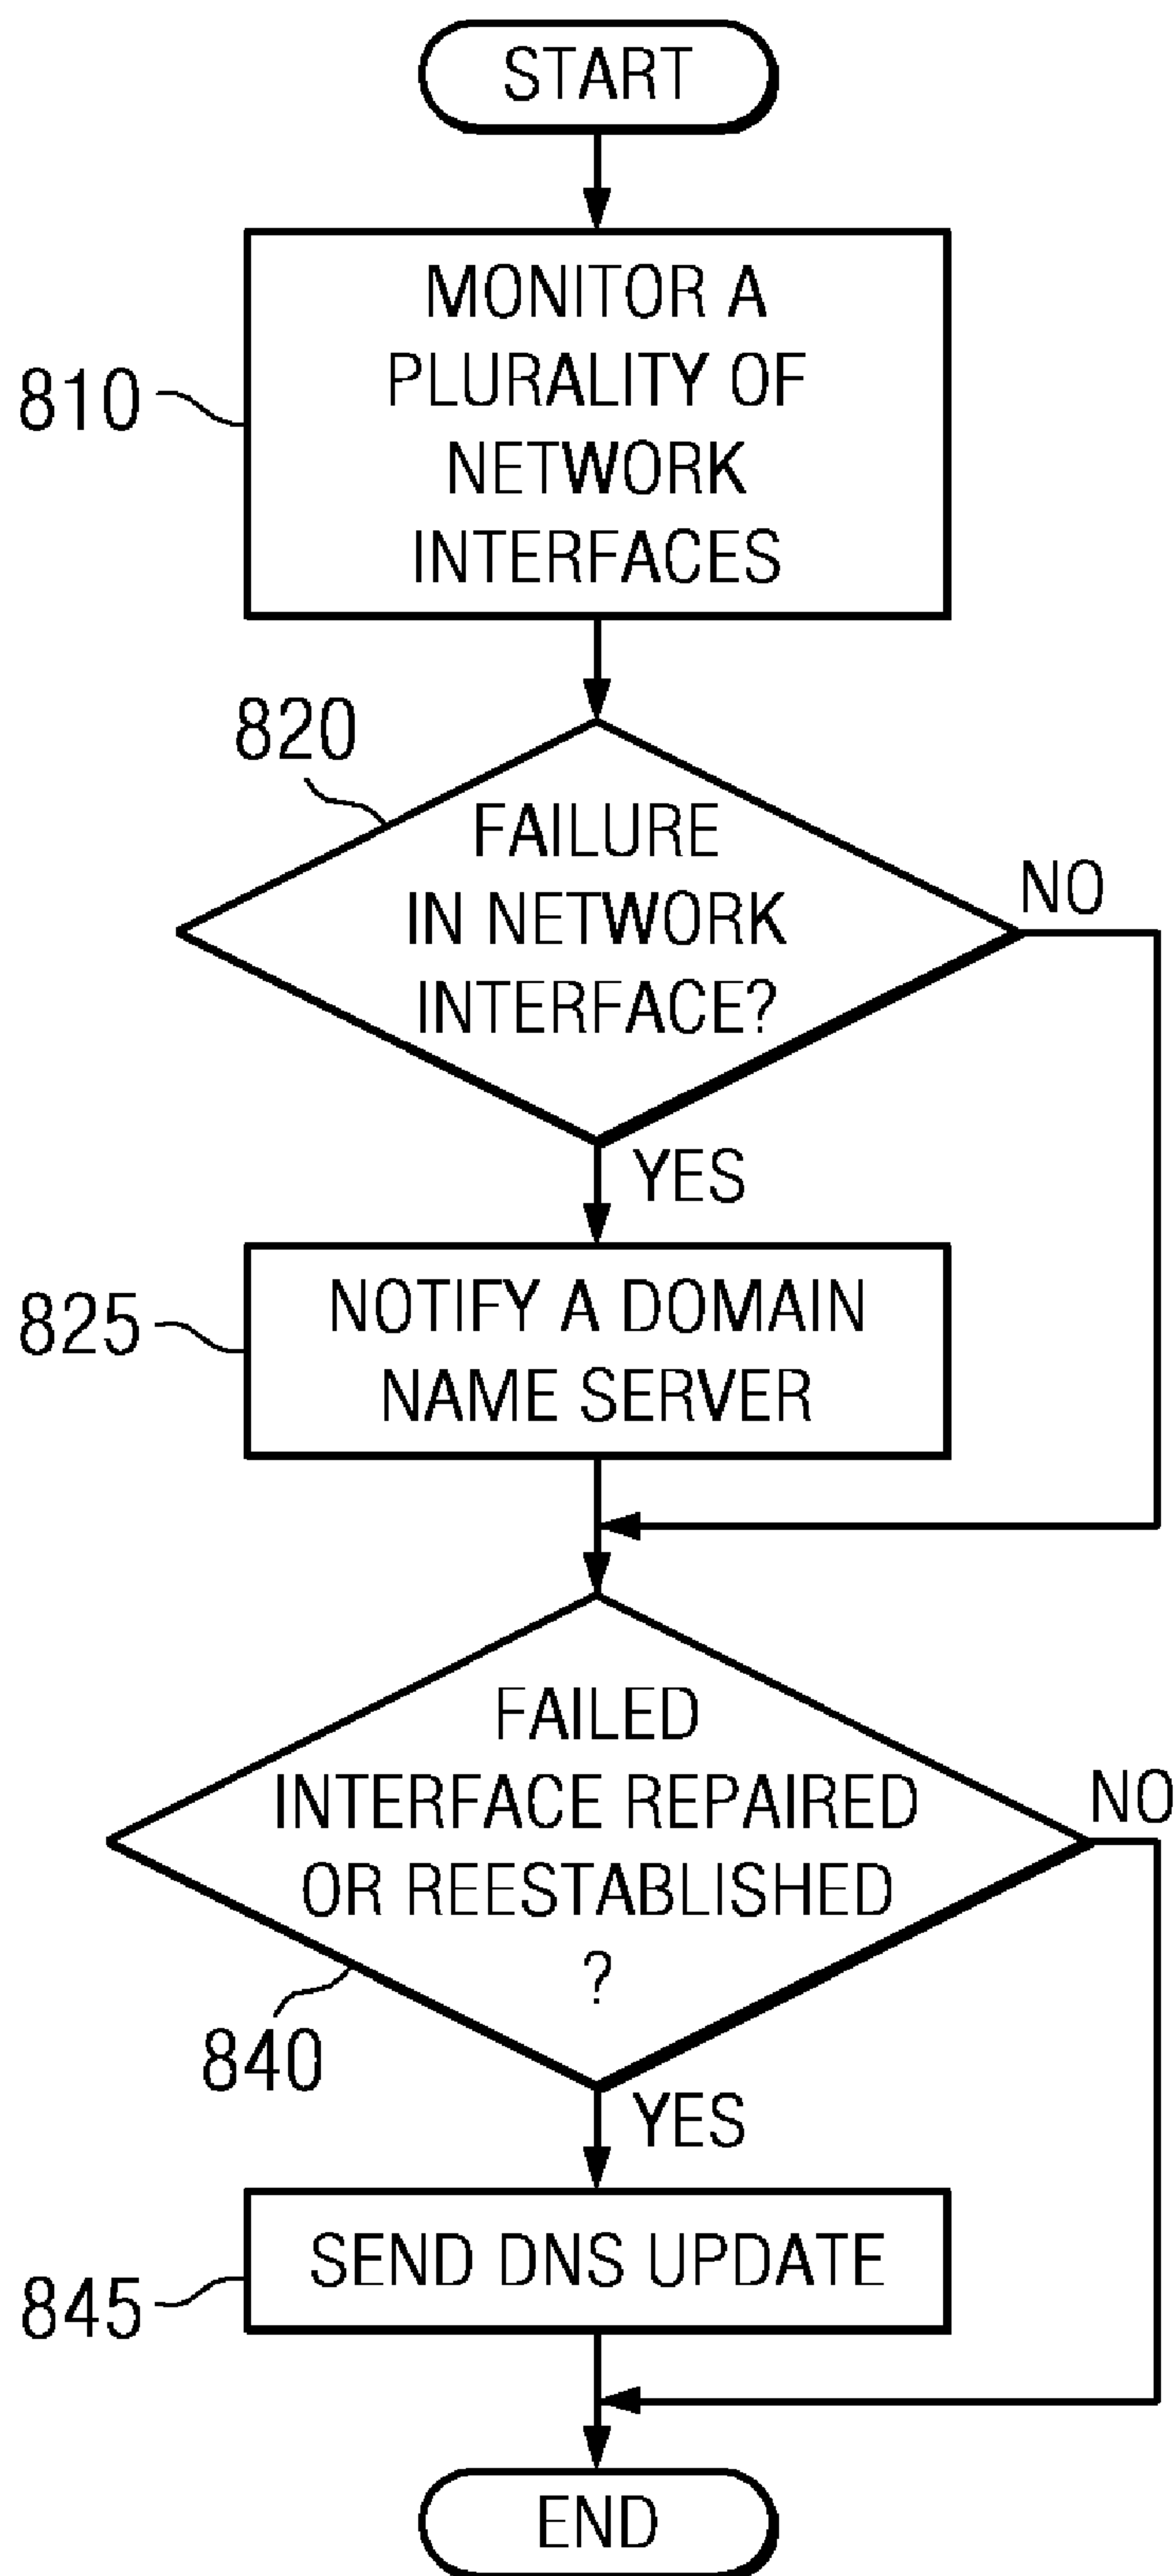 START
810
MONITOR A
PLURALITY OF
NETWORK
INTERFACES
820
FAILURE
IN NETWORK
INTERFACE?
NO
YES
825
NOTIFY A DOMAIN
NAME SERVER
FAILED
INTERFACE REPAIRED
OR REESTABLISHED
?
NO
840
YES
845
SEND DNS UPDATE
END